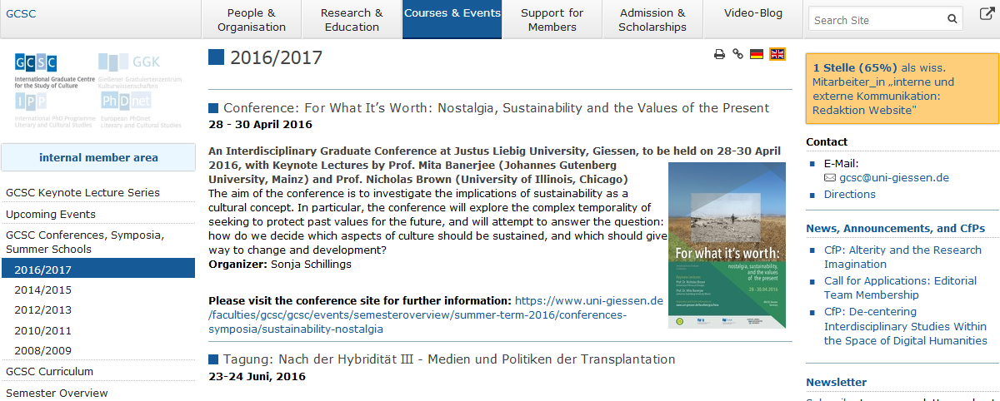 GCSC
People &
Organisation
Research &
Education
Courses & Events
Support for
Members
Admission &
Scholarships
Video-Blog
Search Site
GCSC
International Graduate Centre
for the Study of Culture
GGK
Gießener Graduiertenzentrum
Kulturwissenschaften
IPP
International PhD Programme
Literary and Cultural Studies
PhDnet
European PhDnet
Literary and Cultural Studies
internal member area
GCSC Keynote Lecture Series
Upcoming Events
GCSC Conferences, Symposia,
Summer Schools
2016/2017
2014/2015
2012/2013
2010/2011
2008/2009
GCSC Curriculum
Semester Overview
2016/2017
Conference: For What It's Worth: Nostalgia, Sustainability and the Values of the Present
28 - 30 April 2016
An Interdisciplinary Graduate Conference at Justus Liebig University, Giessen, to be held on 28-30 April
2016, with Keynote Lectures by Prof. Mita Banerjee (Johannes Gutenberg
University, Mainz) and Prof. Nicholas Brown (University of Illinois, Chicago)
The aim of the conference is to investigate the implications of sustainability as a
cultural concept. In particular, the conference will explore the complex temporality of
seeking to protect past values for the future, and will attempt to answer the question:
how do we decide which aspects of culture should be sustained, and which should give
way to change and development?
Organizer: Sonja Schillings
For what it's worth:
nostalgia, sustainability,
and the values
of the present
28 - 30.04.2016
Please visit the conference site for further information: https://www.uni-giessen.de
/faculties/gcsc/gcsc/events/semesteroverview/summer-term-2016/conferences-
symposia/sustainability-nostalgia
Tagung: Nach der Hybridität III - Medien und Politiken der Transplantation
23-24 Juni, 2016
1 Stelle (65%) als wiss.
Mitarbeiter_in „interne und
externe Kommunikation:
Redaktion Website"
Contact
E-Mail:
gcsc@uni-giessen.de
Directions
News, Announcements, and CfPs
CfP: Alterity and the Research
Imagination
Call for Applications: Editorial
Team Membership
CfP: De-centering
Interdisciplinary Studies Within
the Space of Digital Humanities
Newsletter